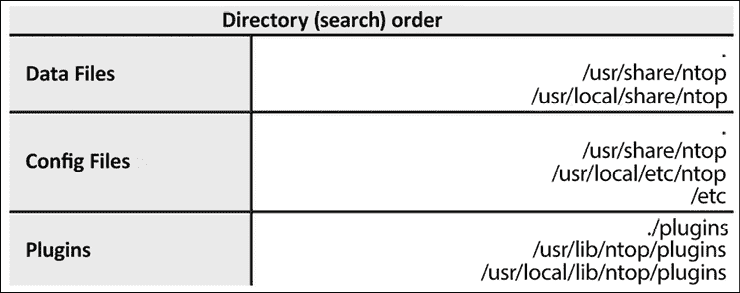 Directory (search) order
Data Files
.
/usr/share/ntop
/usr/local/share/ntop
Config Files
.
/usr/share/ntop
/usr/local/etc/ntop
/etc
Plugins
./plugins
/usr/lib/ntop/plugins
/usr/local/lib/ntop/plugins